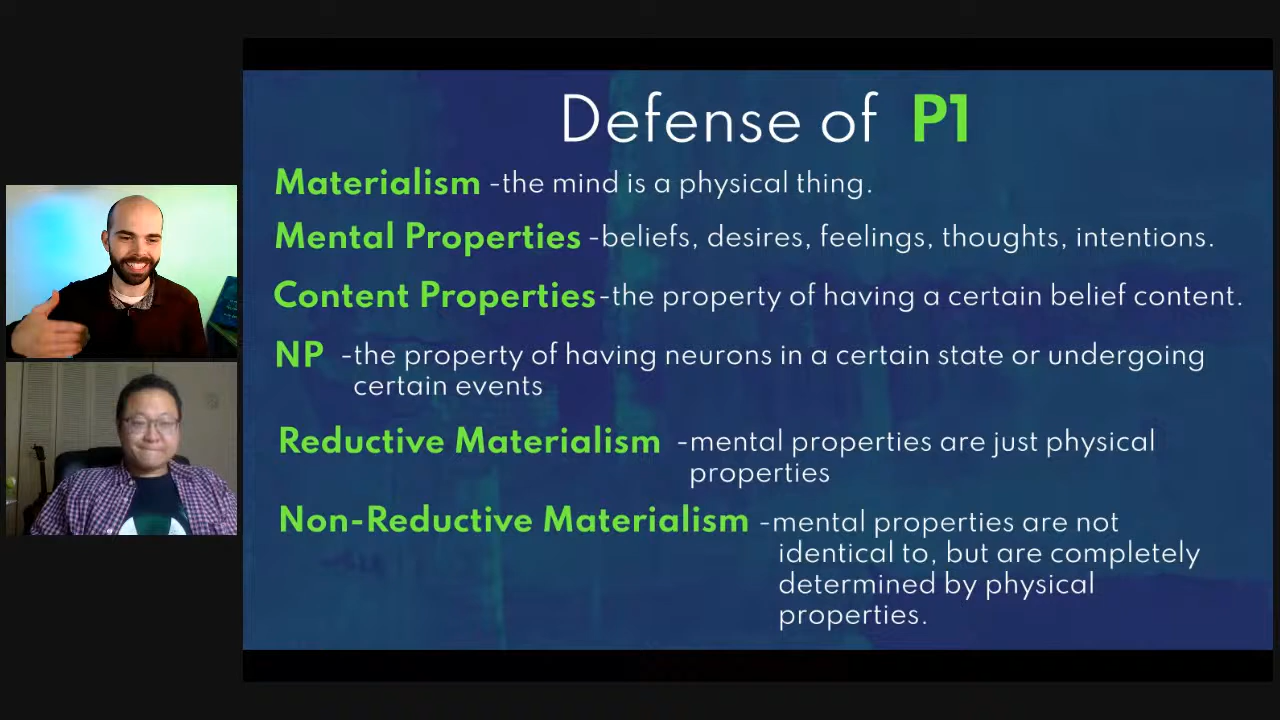 Defense of P1
Materialism -the mind is a physical thing.
Mental Properties -beliefs, desires, feelings, thoughts, intentions.
Content Properties-the property of having a certain belief content.
NP -the property of having neurons in a certain state or undergoing
certain events
Reductive Materialism -mental properties are just physical
properties
Non-Reductive Materialism -mental properties are not
identical to, but are completely
determined by physical
properties.